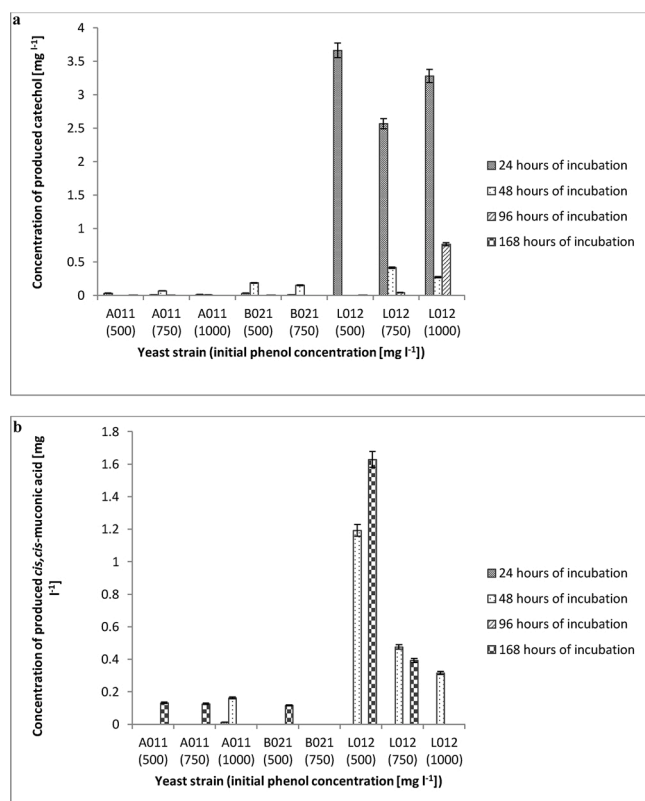 a
Concentration of produced catechol [mg l-1]
4
3.5
3
2.5
2
1.5
1
0.5
0
A011 A011 A011 B021 B021 L012 L012 L012
(500) (750) (1000) (500) (750) (500) (750) (1000)
Yeast strain (initial phenol concentration [mg l-1])
24 hours of incubation
48 hours of incubation
96 hours of incubation
168 hours of incubation
b
Concentration of produced cis,cis-muconic acid [mg
l-1]
1.8
1.6
1.4
1.2
1
0.8
0.6
0.4
0.2
0
A011 A011 A011 B021 B021 L012 L012 L012
(500) (750) (1000) (500) (750) (500) (750) (1000)
Yeast strain (initial phenol concentration [mg l-1])
24 hours of incubation
48 hours of incubation
96 hours of incubation
168 hours of incubation